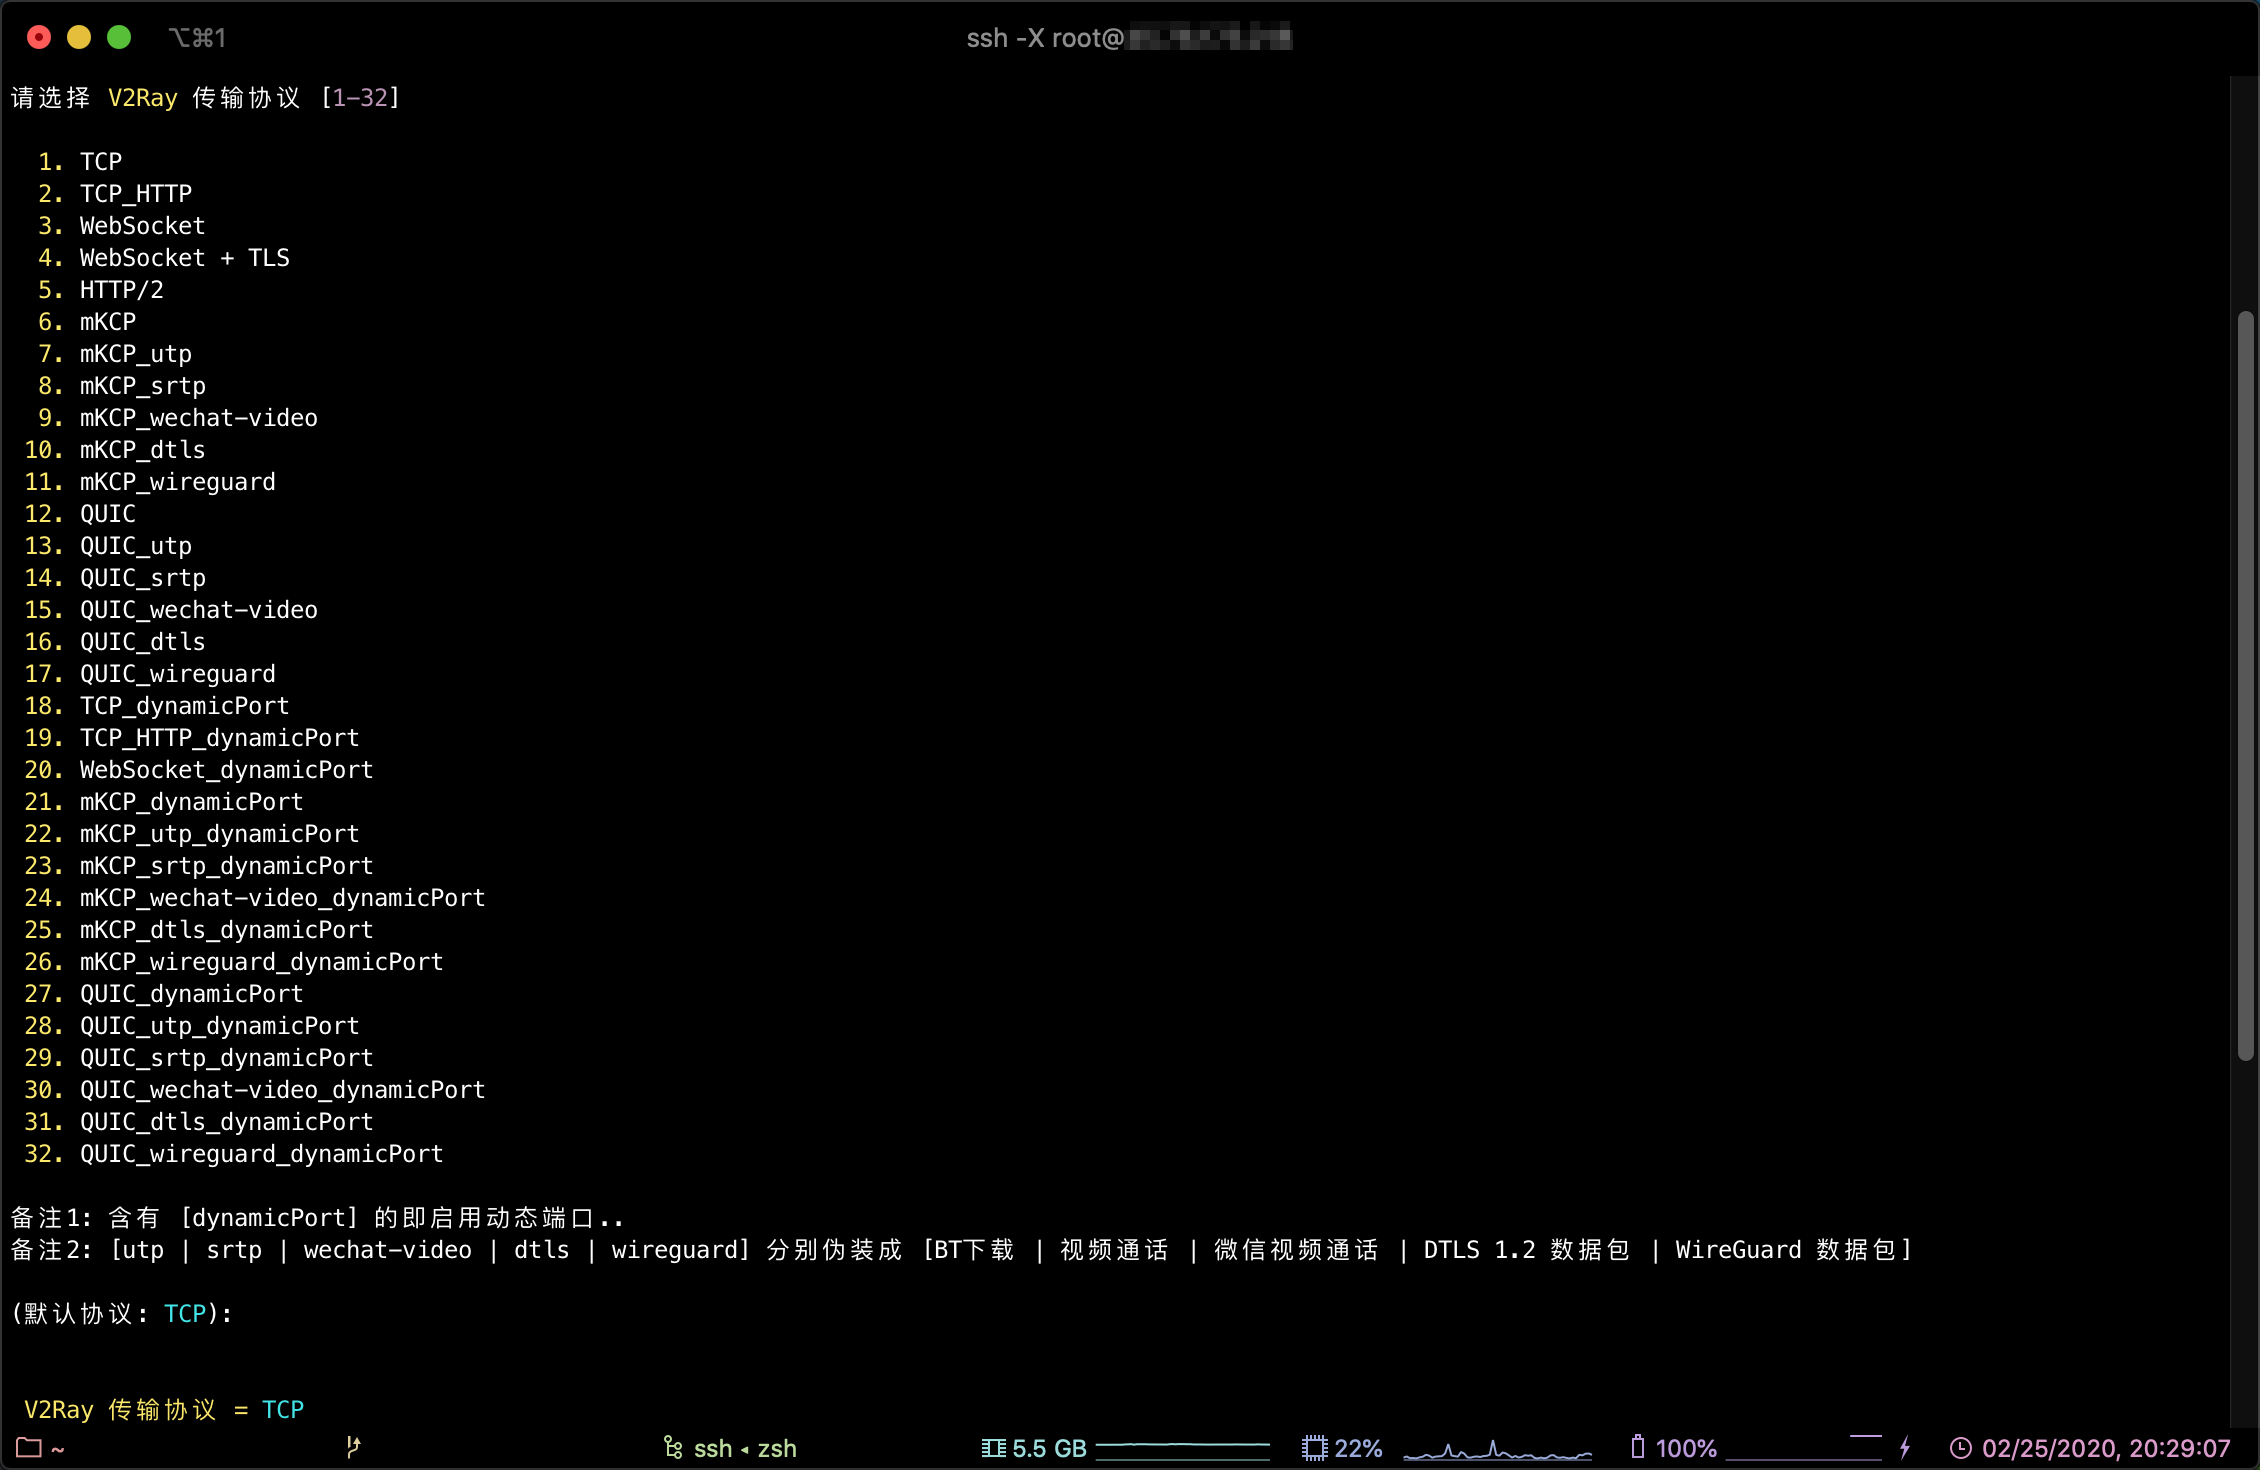 ⌥⌘1
ssh -X root@
请选择 V2Ray 传输协议 [1-32]
1. TCP
2. TCP_HTTP
3. WebSocket
4. WebSocket + TLS
5. HTTP/2
6. mKCP
7. mKCP_utp
8. mKCP_srtp
9. mKCP_wechat-video
10. mKCP_dtls
11. mKCP_wireguard
12. QUIC
13. QUIC_utp
14. QUIC_srtp
15. QUIC_wechat-video
16. QUIC_dtls
17. QUIC_wireguard
18. TCP_dynamicPort
19. TCP_HTTP_dynamicPort
20. WebSocket_dynamicPort
21. mKCP_dynamicPort
22. mKCP_utp_dynamicPort
23. mKCP_srtp_dynamicPort
24. mKCP_wechat-video_dynamicPort
25. mKCP_dtls_dynamicPort
26. mKCP_wireguard_dynamicPort
27. QUIC_dynamicPort
28. QUIC_utp_dynamicPort
29. QUIC_srtp_dynamicPort
30. QUIC_wechat-video_dynamicPort
31. QUIC_dtls_dynamicPort
32. QUIC_wireguard_dynamicPort
备注1: 含有 [dynamicPort] 的即启用动态端口..
备注2: [utp | srtp | wechat-video | dtls | wireguard] 分别伪装成 [BT下载 | 视频通话 | 微信视频通话 | DTLS 1.2 数据包 | WireGuard 数据包]
(默认协议: TCP):
V2Ray 传输协议 = TCP
~ ssh ◂ zsh 5.5 GB 22% 100% 02/25/2020, 20:29:07